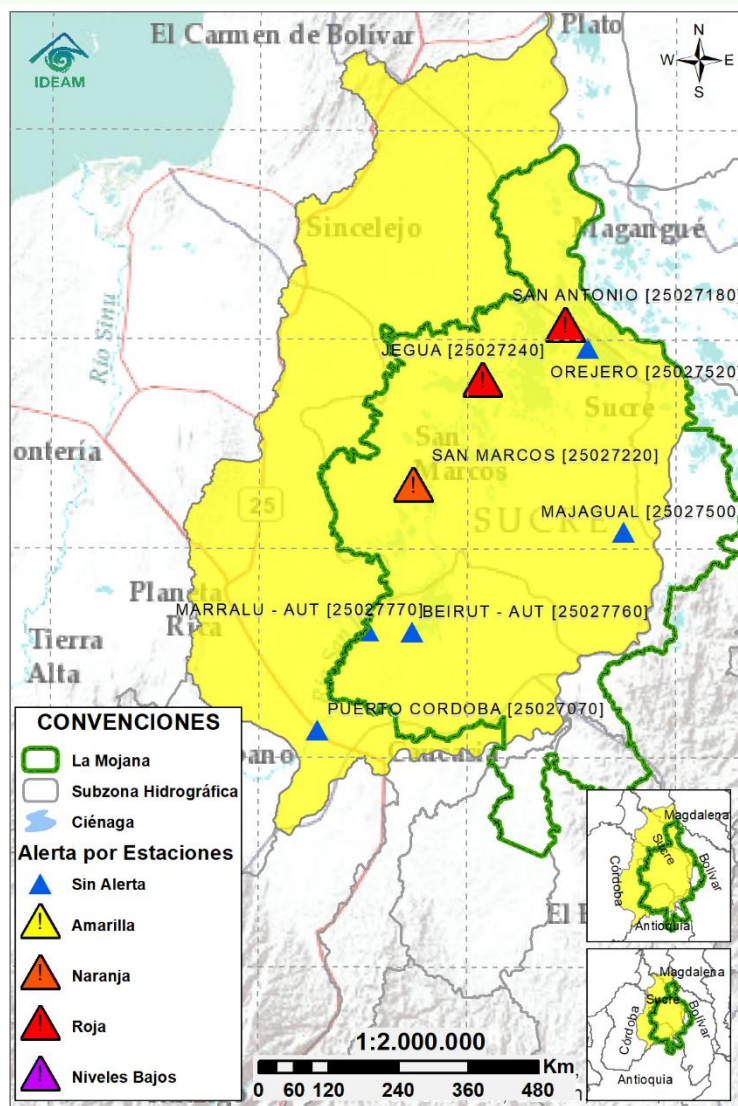 El Carmen de Bolívar
Plato
IDEAM
N
W
E
S
Sincelejo
Magangué
Río Sinú
SAN ANTONIO [25027180]
JEGUA [25027240]
OREJERO [25027520]
Sucre
ontería
San
Marcos
SAN MARCOS [25027220]
25
SUCRE
MAJAGUAL [25027500
Planeta
Rica
MARRALU - AUT [25027770]
BEIRUT - AUT [25027760]
Tierra
Alta
PUERTO CORDOBA [25027070]
bano
Caucasia
El B
CONVENCIONES
La Mojana
Subzona Hidrográfica
Ciénaga
Alerta por Estaciones
Sin Alerta
Amarilla
Naranja
Roja
Niveles Bajos
1:2.000.000
Km
0 60 120 240 360 480
Magdalena
Sucre
Córdoba
Bolívar
Antioquia
Magdalena
Sucre
Córdoba
Bolívar
Antioquia